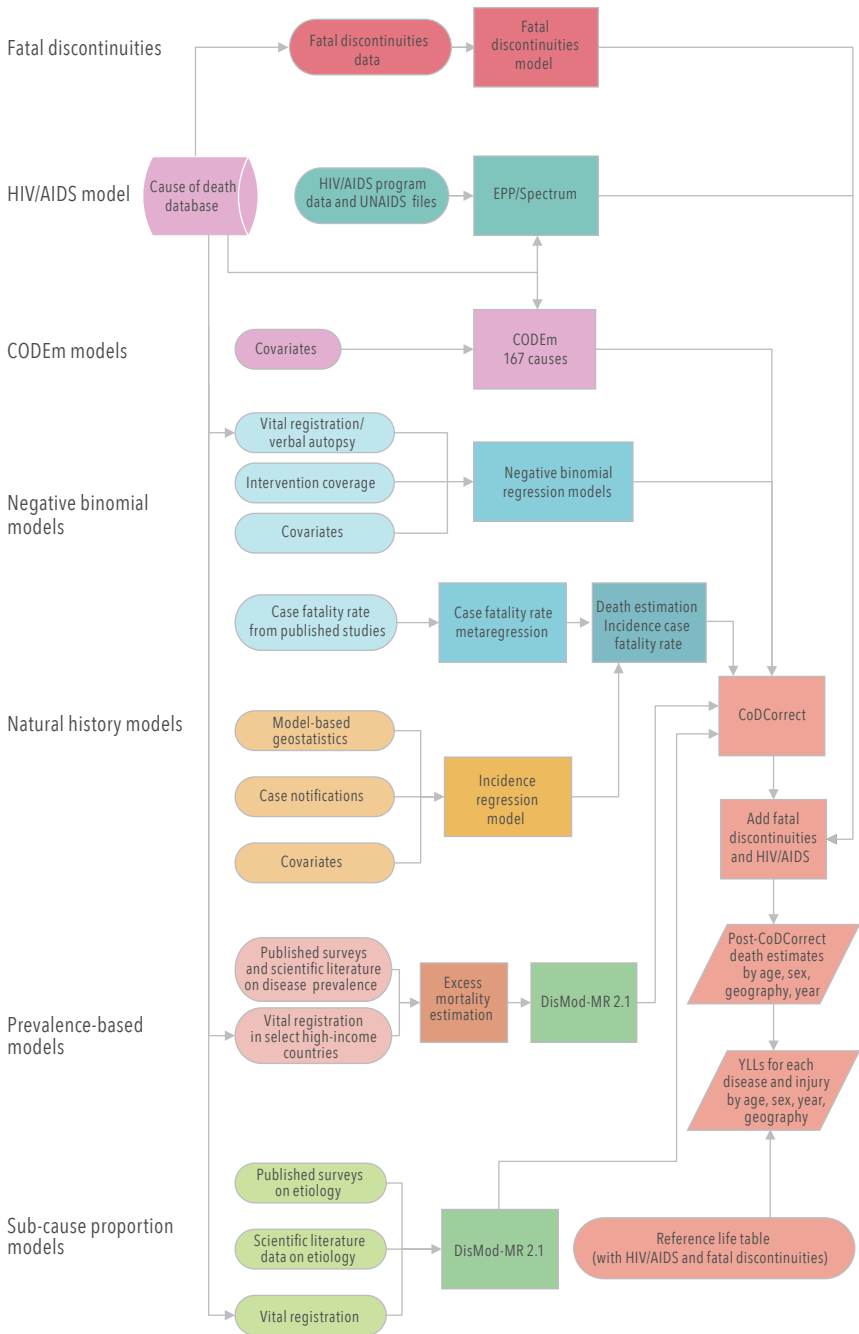 Fatal discontinuities
Fatal discontinuities
data
Fatal
discontinuities
model
HIV/AIDS model
Cause of death
database
HIV/AIDS program
data and UNAIDS files
EPP/Spectrum
CODEm models
Covariates
CODEm
167 causes
Negative binomial
models
Vital registration/
verbal autopsy
Intervention coverage
Covariates
Negative binomial
regression models
Natural history models
Case fatality rate
from published studies
Case fatality rate
metaregression
Death estimation
Incidence case
fatality rate
Model-based
geostatistics
Case notifications
Covariates
Incidence
regression
model
CoDCorrect
Add fatal
discontinuities
and HIV/AIDS
Post-CoDCorrect
death estimates
by age, sex,
geography, year
Prevalence-based
models
Published surveys
and scientific literature
on disease prevalence
Vital registration
in select high-income
countries
Excess
mortality
estimation
DisMod-MR 2.1
YLLs for each
disease and injury
by age, sex, year,
geography
Sub-cause proportion
models
Published surveys
on etiology
Scientific literature
data on etiology
Vital registration
DisMod-MR 2.1
Reference life table
(with HIV/AIDS and fatal discontinuities)